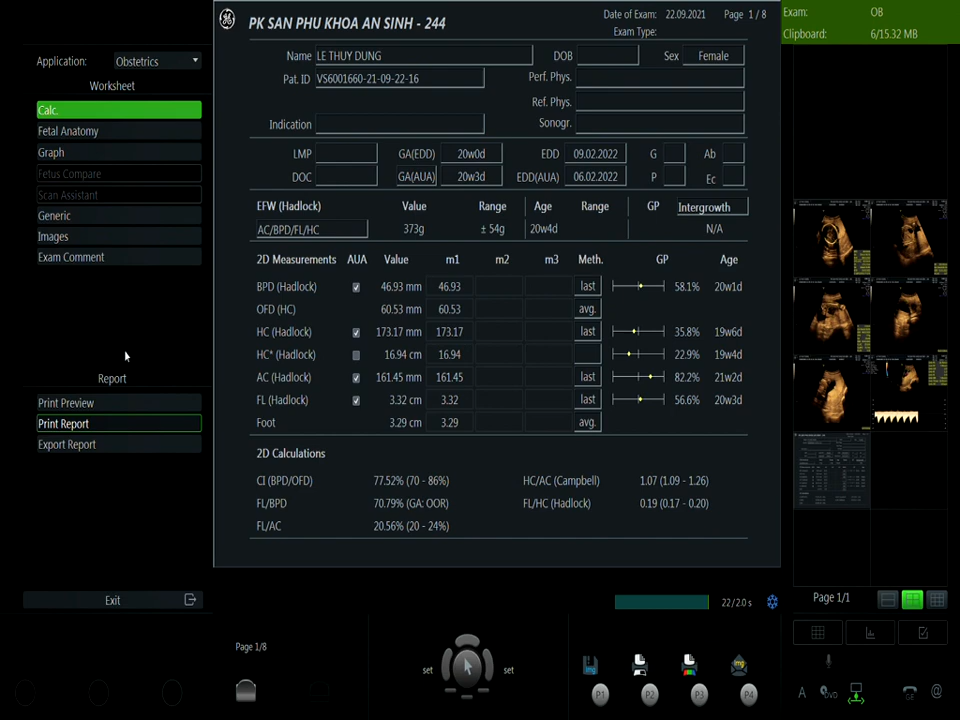 Application: Obstetrics
Worksheet
Calc.
Fetal Anatomy
Graph
Fetus Compare
Scan Assistant
Generic
Images
Exam Comment
Report
Print Preview
Print Report
Export Report
Exit
PK SAN PHU KHOA AN SINH - 244
Date of Exam: 22.09.2021 Page 1 / 8
Exam Type:
Name LE THUY DUNG DOB Sex Female
Pat. ID VS6001660-21-09-22-16 Perf. Phys.
Ref. Phys.
Indication Sonogr.
LMP GA(EDD) 20w0d EDD 09.02.2022 G Ab
DOC GA(AUA) 20w3d EDD(AUA) 06.02.2022 P Ec
EFW (Hadlock) Value Range Age Range GP Intergrowth
AC/BPD/FL/HC 373g ± 54g 20w4d N/A
2D Measurements AUA Value m1 m2 m3 Meth. GP Age
BPD (Hadlock) 46.93 mm 46.93 last 58.1% 20w1d
OFD (HC) 60.53 mm 60.53 avg.
HC (Hadlock) 173.17 mm 173.17 last 35.8% 19w6d
HC* (Hadlock) 16.94 cm 16.94 22.9% 19w4d
AC (Hadlock) 161.45 mm 161.45 last 82.2% 21w2d
FL (Hadlock) 3.32 cm 3.32 last 56.6% 20w3d
Foot 3.29 cm 3.29 avg.
2D Calculations
CI (BPD/OFD) 77.52% (70 - 86%) HC/AC (Campbell) 1.07 (1.09 - 1.26)
FL/BPD 70.79% (GA: OOR) FL/HC (Hadlock) 0.19 (0.17 - 0.20)
FL/AC 20.56% (20 - 24%)
Exam: OB
Clipboard: 6/15.32 MB
Page 1/1
22/2.0 s
Page 1/8
set set
P1 P2 P3 P4
A DVD @